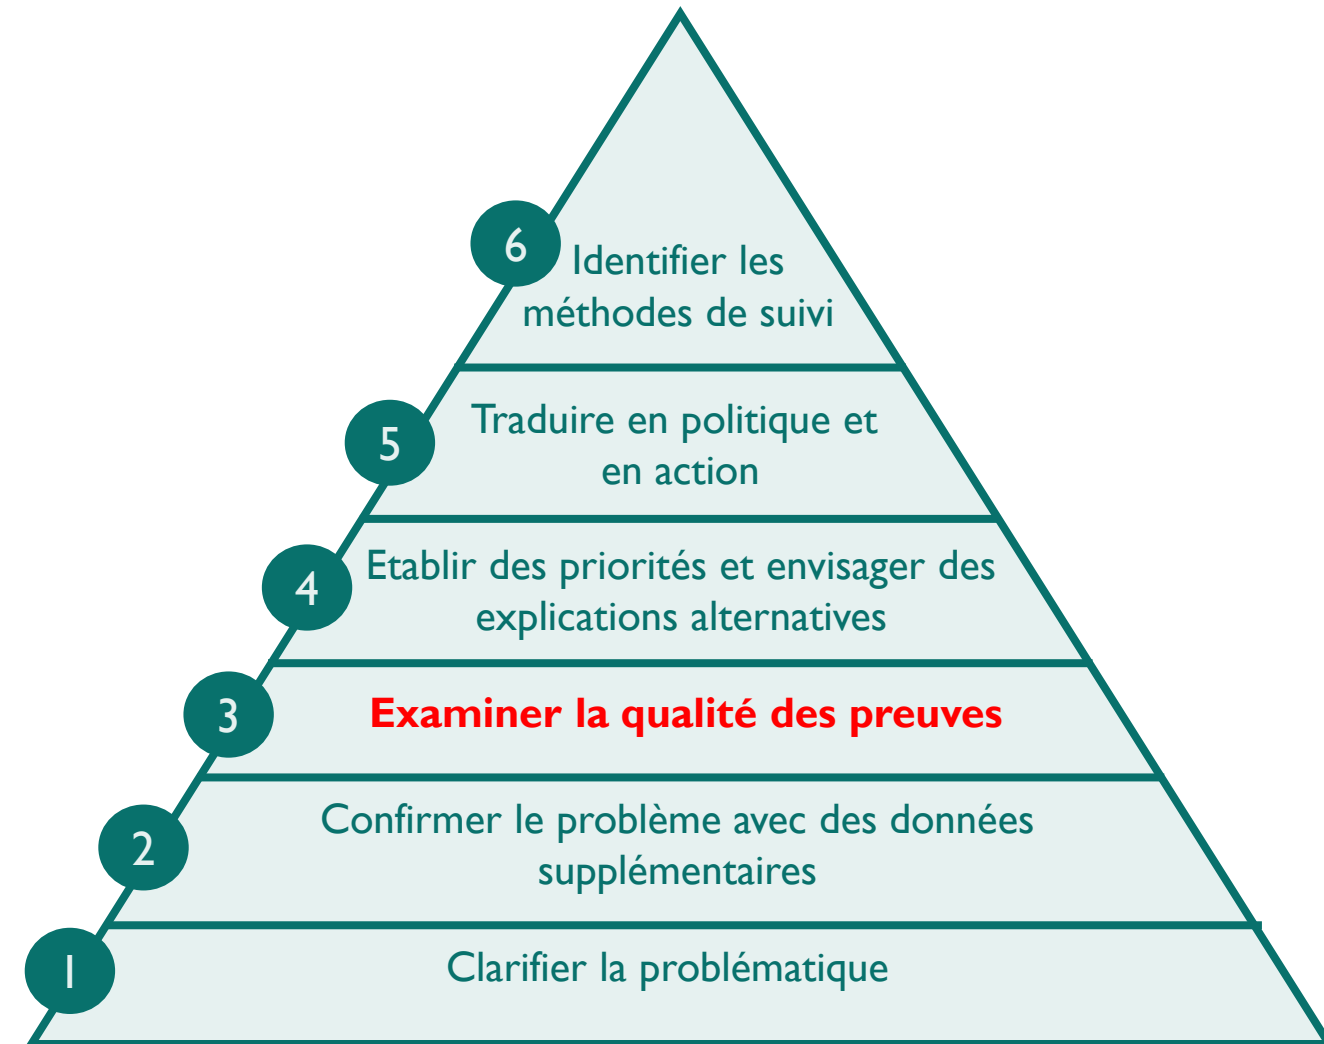 6
Identifier les
méthodes de suivi
5
Traduire en politique et
en action
4
Etablir des priorités et envisager des
explications alternatives
3
Examiner la qualité des preuves
2
Confirmer le problème avec des données
supplémentaires
1
Clarifier la problématique